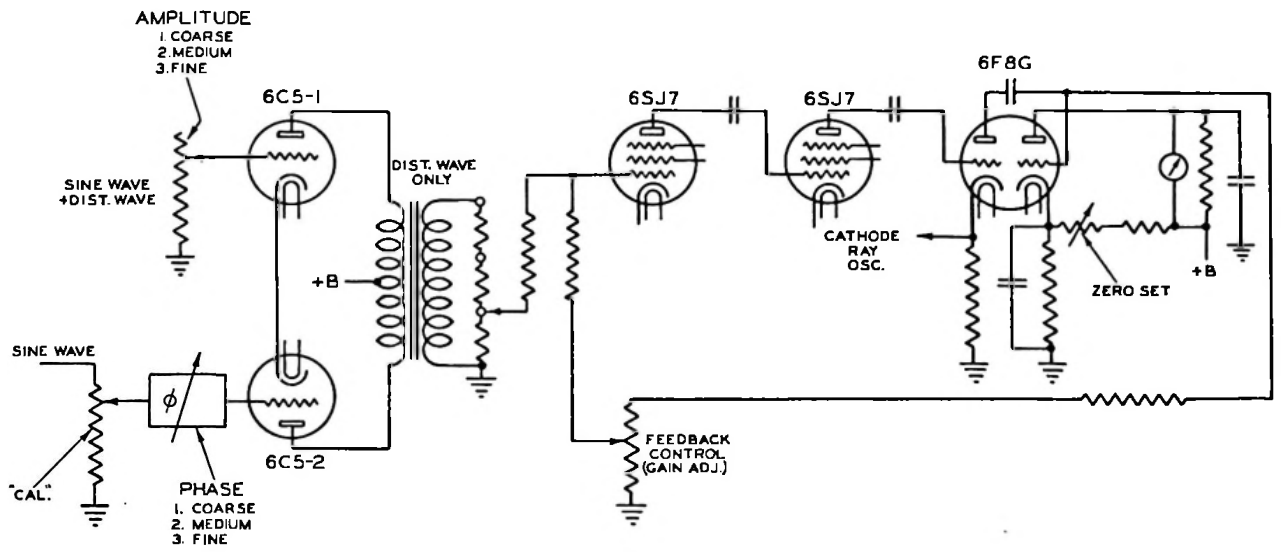 AMPLITUDE
1. COARSE
2. MEDIUM
3. FINE
6C5-1
SINE WAVE
+DIST. WAVE
DIST. WAVE
ONLY
+B
SINE WAVE
ϕ
"CAL."
6C5-2
PHASE
1. COARSE
2. MEDIUM
3. FINE
6SJ7
6SJ7
6F8G
CATHODE
RAY
OSC.
+B
ZERO SET
FEEDBACK
CONTROL
(GAIN ADJ.)